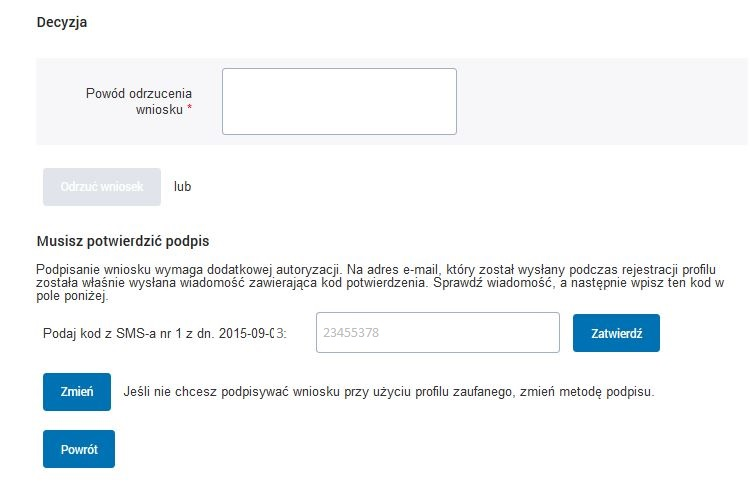 Decyzja
Powód odrzucenia
wniosku *
Odrzuć wniosek lub
Musisz potwierdzić podpis
Podpisanie wniosku wymaga dodatkowej autoryzacji. Na adres e-mail, który został wysłany podczas rejestracji profilu
została właśnie wysłana wiadomość zawierająca kod potwierdzenia. Sprawdź wiadomość, a następnie wpisz ten kod w
pole poniżej.
Podaj kod z SMS-a nr 1 z dn. 2015-09-03: 23455378 Zatwierdź
Zmień Jeśli nie chcesz podpisywać wniosku przy użyciu profilu zaufanego, zmień metodę podpisu.
Powrót